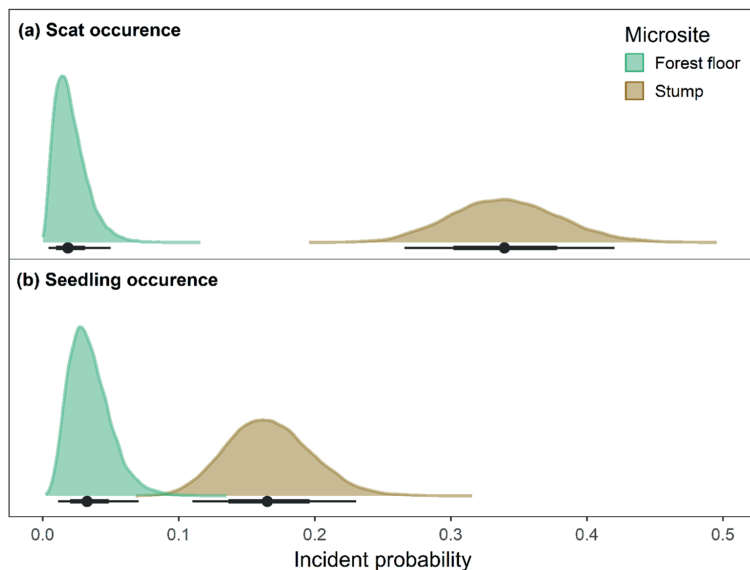 (a) Scat occurence
Microsite
Forest floor
Stump
(b) Seedling occurence
0.0 0.1 0.2 0.3 0.4 0.5
Incident probability